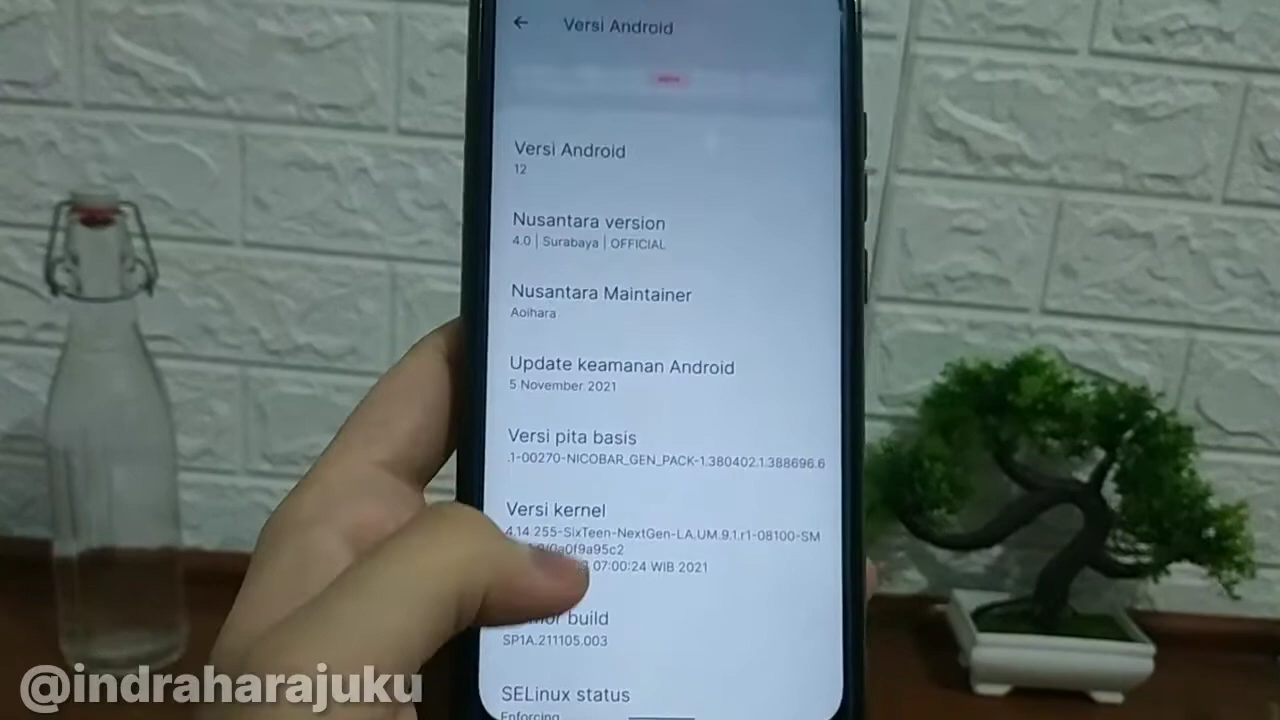 Versi Android
Versi Android
12
Nusantara version
4.0 | Surabaya | OFFICIAL
Nusantara Maintainer
Aoihara
Update keamanan Android
5 November 2021
Versi pita basis
.1-00270-NICOBAR_GEN_PACK-1.380402.1.388696.6
Versi kernel
4.14.255-SixTeen-NextGen-LA.UM.9.1.r1-08100-SM
0a0f9a95c2
07:00:24 WIB 2021
build
SP1A.211105.003
SELinux status
Enforcing
@indraharajuku